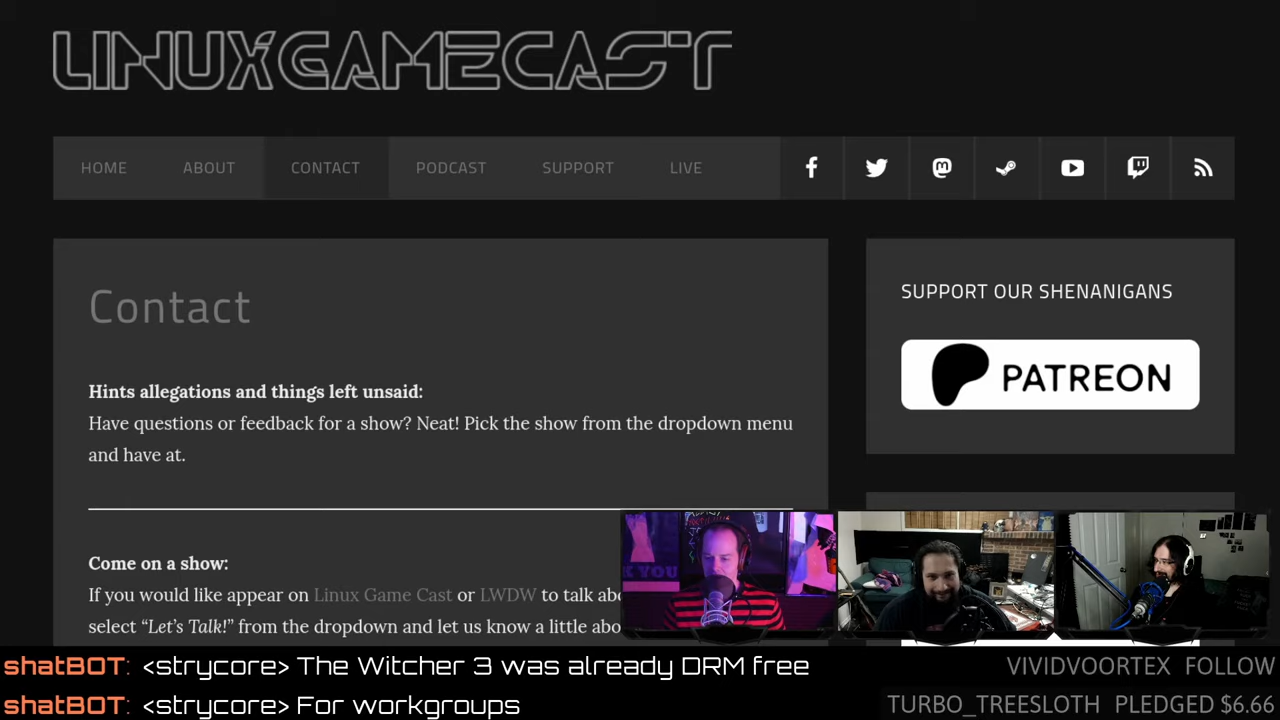 LINUXGAMECAST
HOME ABOUT CONTACT PODCAST SUPPORT LIVE
Contact
Hints allegations and things left unsaid:
Have questions or feedback for a show? Neat! Pick the show from the dropdown menu
and have at.
SUPPORT OUR SHENANIGANS
PATREON
Come on a show:
If you would like appear on Linux Game Cast or LWDW to talk
select “Let’s Talk!” from the dropdown and let us know a little
shatBOT: <strycore> The Witcher 3 was already DRM free
shatBOT: <strycore> For workgroups
VIVIDVOORTEX FOLLOW
TURBO_TREESLOTH PLEDGED $6.66